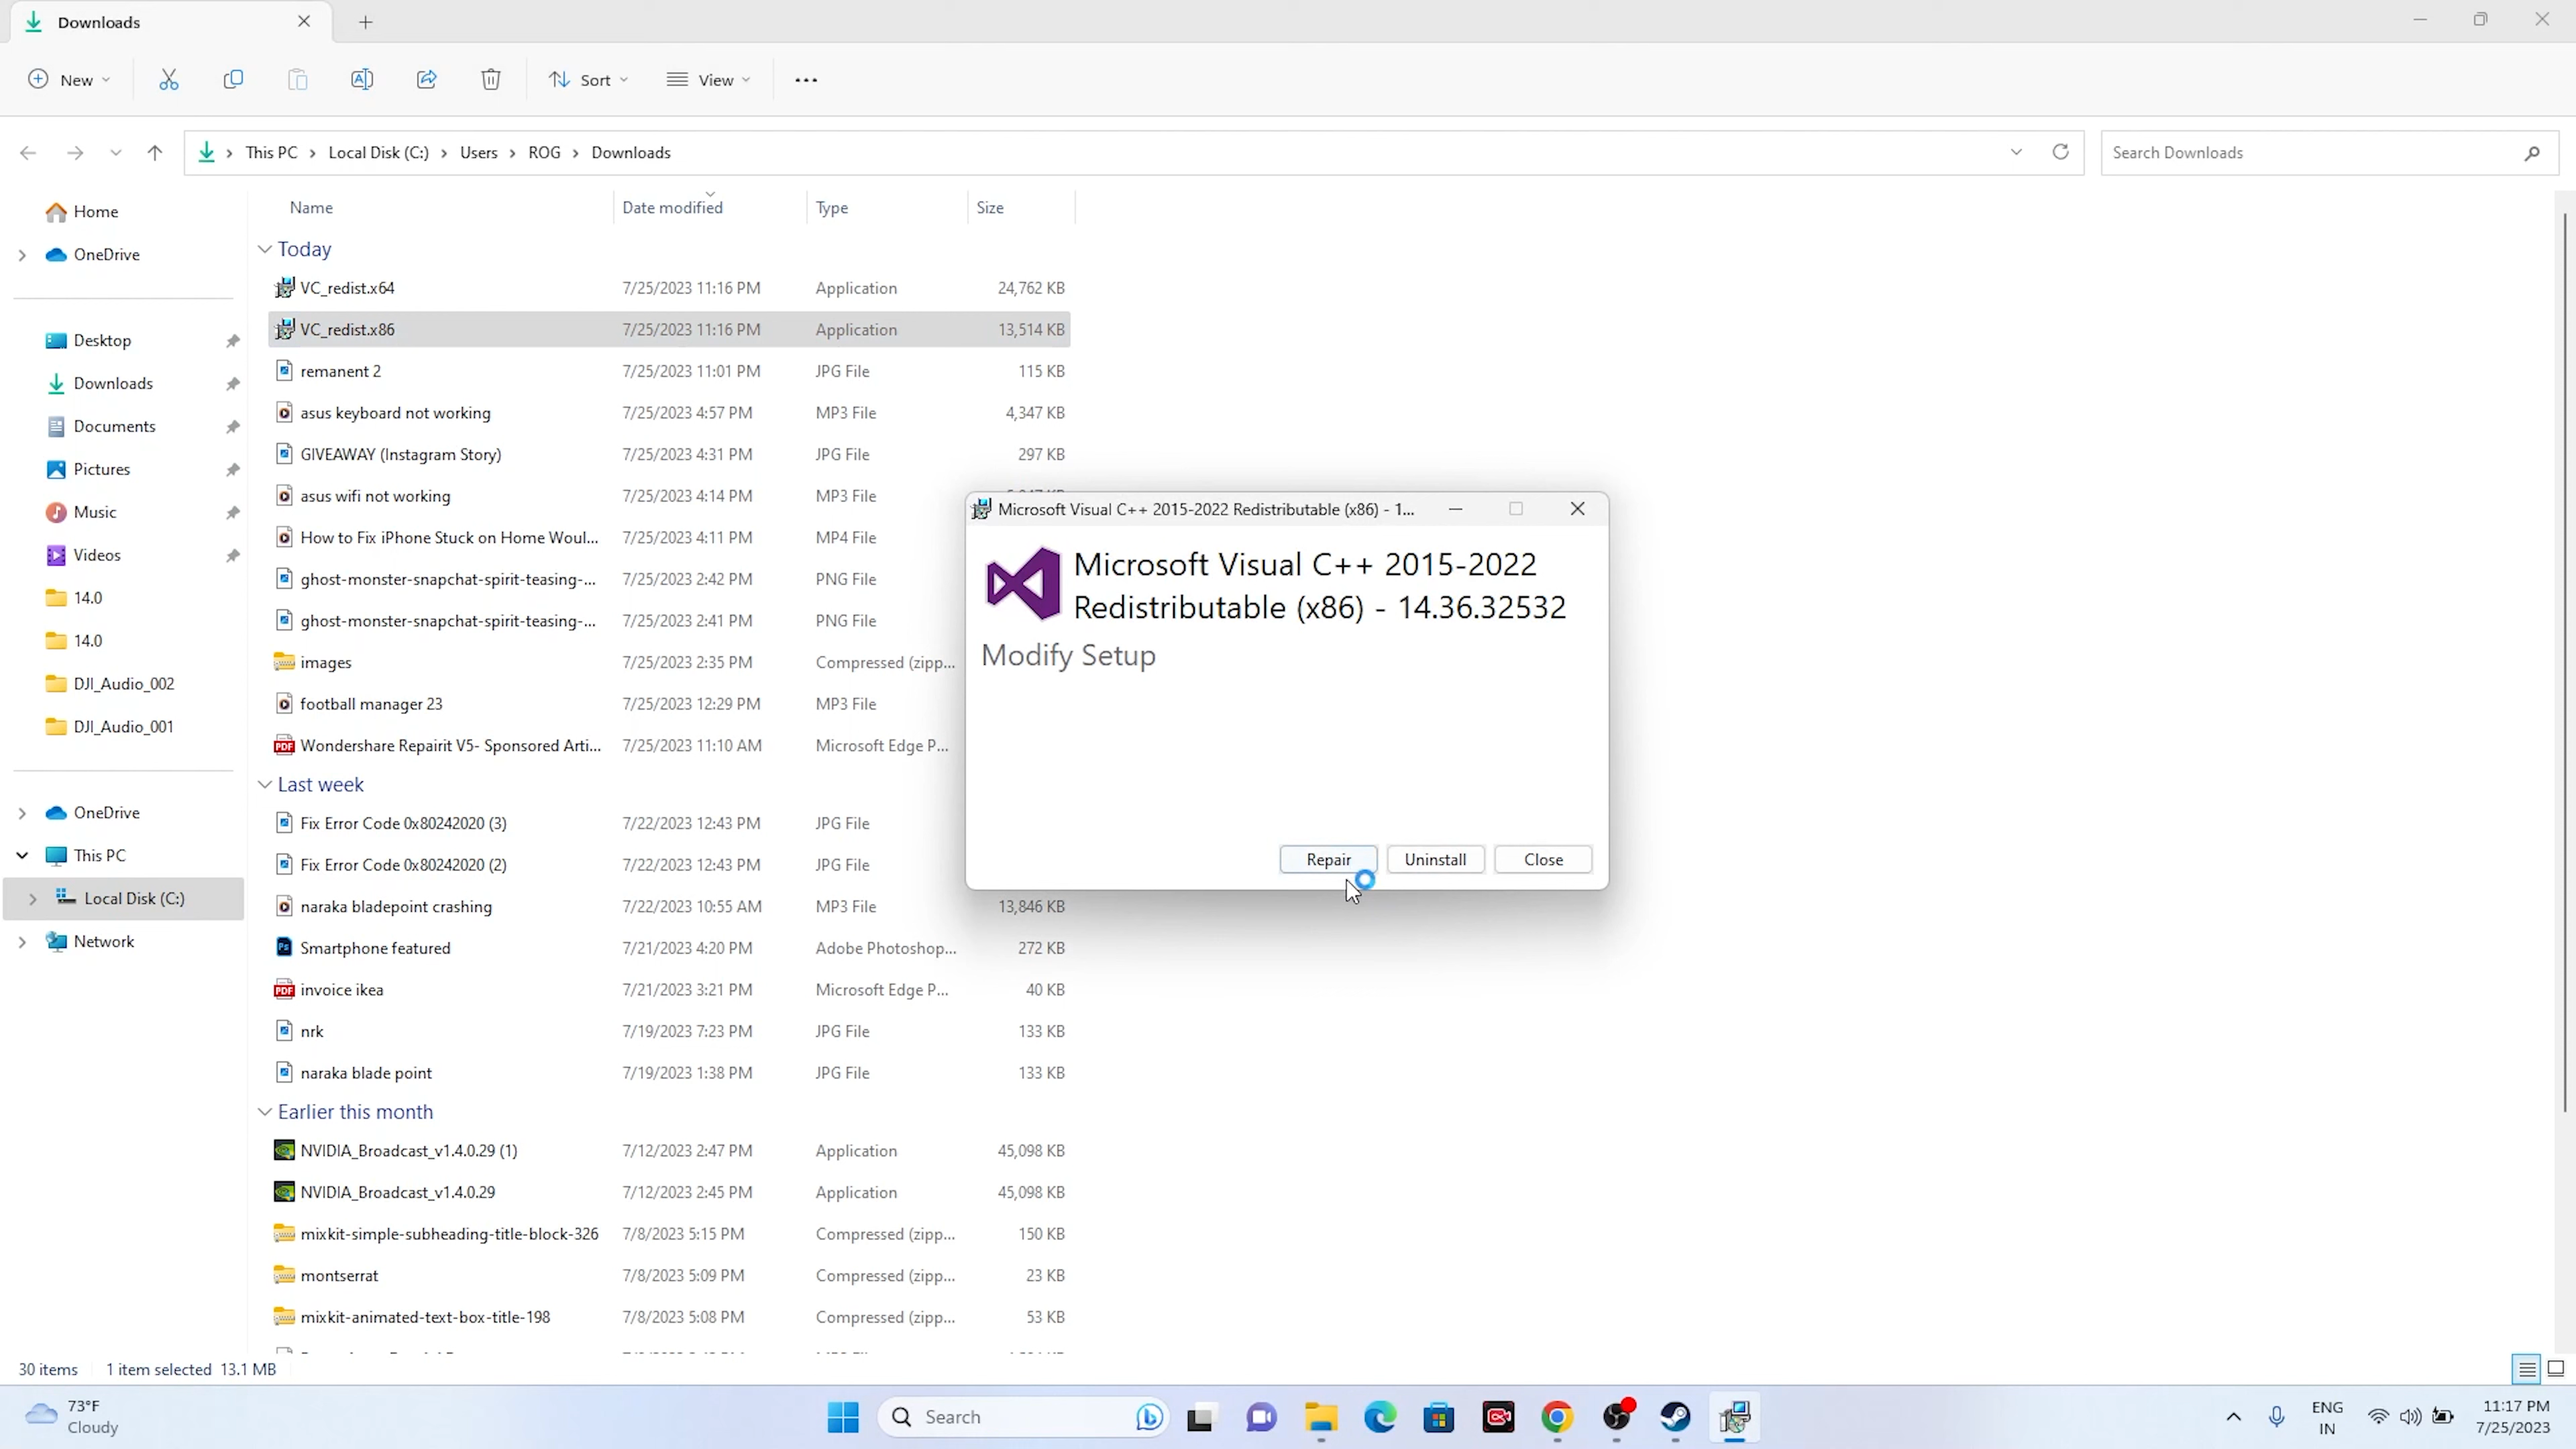 Downloads
New
Sort
View
This PC
Local Disk (C:)
Users
ROG
Downloads
Search Downloads
Name
Date modified
Type
Size
Home
OneDrive
Desktop
Downloads
Documents
Pictures
Music
Videos
14.0
14.0
DJI_Audio_002
DJI_Audio_001
OneDrive
This PC
Local Disk (C:)
Network
Today
VC_redist.x64 7/25/2023 11:16 PM Application 24,762 KB
VC_redist.x86 7/25/2023 11:16 PM Application 13,514 KB
remanent 2 7/25/2023 11:01 PM JPG File 115 KB
asus keyboard not working 7/25/2023 4:57 PM MP3 File 4,347 KB
GIVEAWAY (Instagram Story) 7/25/2023 4:31 PM JPG File 297 KB
asus wifi not working 7/25/2023 4:14 PM MP3 File
How to Fix iPhone Stuck on Home Woul... 7/25/2023 4:11 PM MP4 File
ghost-monster-snapchat-spirit-teasing-... 7/25/2023 2:42 PM PNG File
ghost-monster-snapchat-spirit-teasing-... 7/25/2023 2:41 PM PNG File
images 7/25/2023 2:35 PM Compressed (zipp...
football manager 23 7/25/2023 12:29 PM MP3 File
Wondershare Repairit V5- Sponsored Arti... 7/25/2023 11:10 AM Microsoft Edge P...
Last week
Fix Error Code 0x80242020 (3) 7/22/2023 12:43 PM JPG File
Fix Error Code 0x80242020 (2) 7/22/2023 12:43 PM JPG File
naraka bladepoint crashing 7/22/2023 10:55 AM MP3 File 13,846 KB
Smartphone featured 7/21/2023 4:20 PM Adobe Photoshop... 272 KB
invoice ikea 7/21/2023 3:21 PM Microsoft Edge P... 40 KB
nrk 7/19/2023 7:23 PM JPG File 133 KB
naraka blade point 7/19/2023 1:38 PM JPG File 133 KB
Earlier this month
NVIDIA_Broadcast_v1.4.0.29 (1) 7/12/2023 2:47 PM Application 45,098 KB
NVIDIA_Broadcast_v1.4.0.29 7/12/2023 2:45 PM Application 45,098 KB
mixkit-simple-subheading-title-block-326 7/8/2023 5:15 PM Compressed (zipp... 150 KB
montserrat 7/8/2023 5:09 PM Compressed (zipp... 23 KB
mixkit-animated-text-box-title-198 7/8/2023 5:08 PM Compressed (zipp... 53 KB
Microsoft Visual C++ 2015-2022 Redistributable (x86) - 1...
Microsoft Visual C++ 2015-2022
Redistributable (x86) - 14.36.32532
Modify Setup
Repair
Uninstall
Close
30 items
1 item selected 13.1 MB
73°F
Cloudy
Search
ENG
IN
11:17 PM
7/25/2023